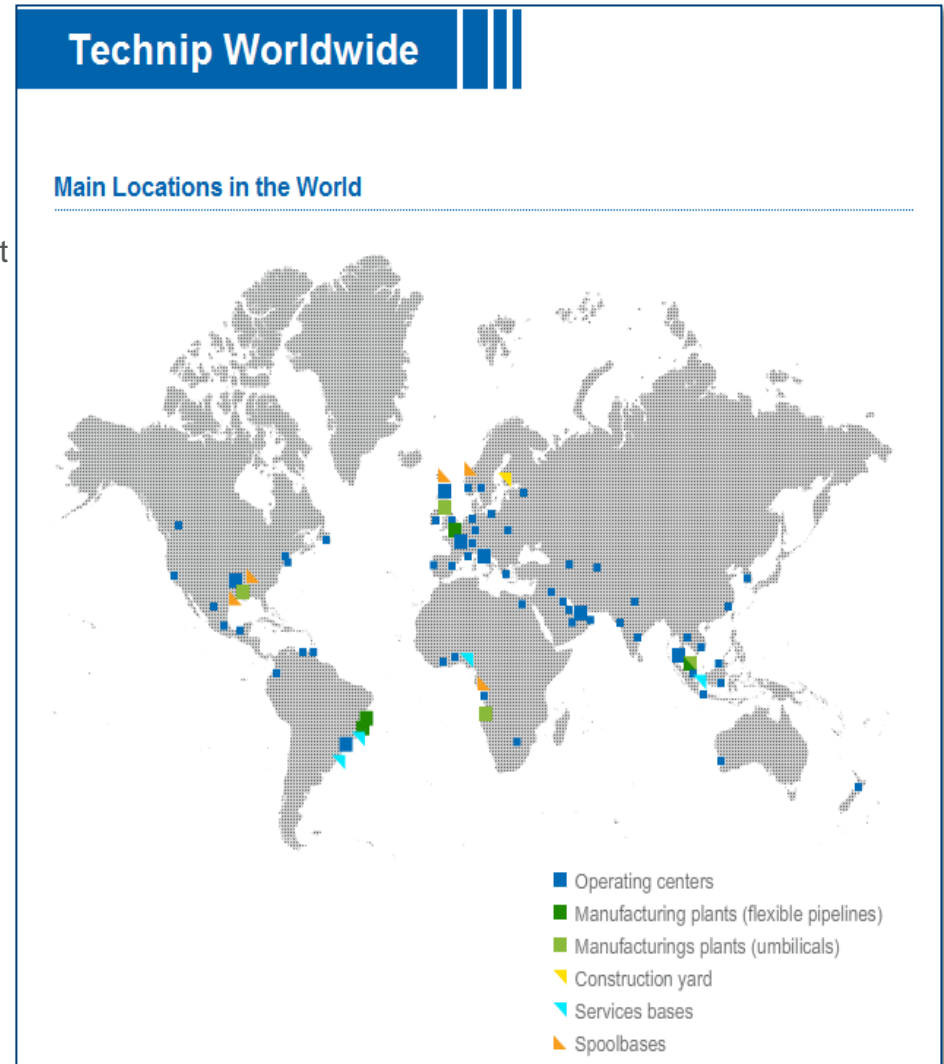 Technip Worldwide
Main Locations in the World
t
Operating centers
Manufacturing plants (flexible pipelines)
Manufacturings plants (umbilicals)
Construction yard
Services bases
Spoolbases